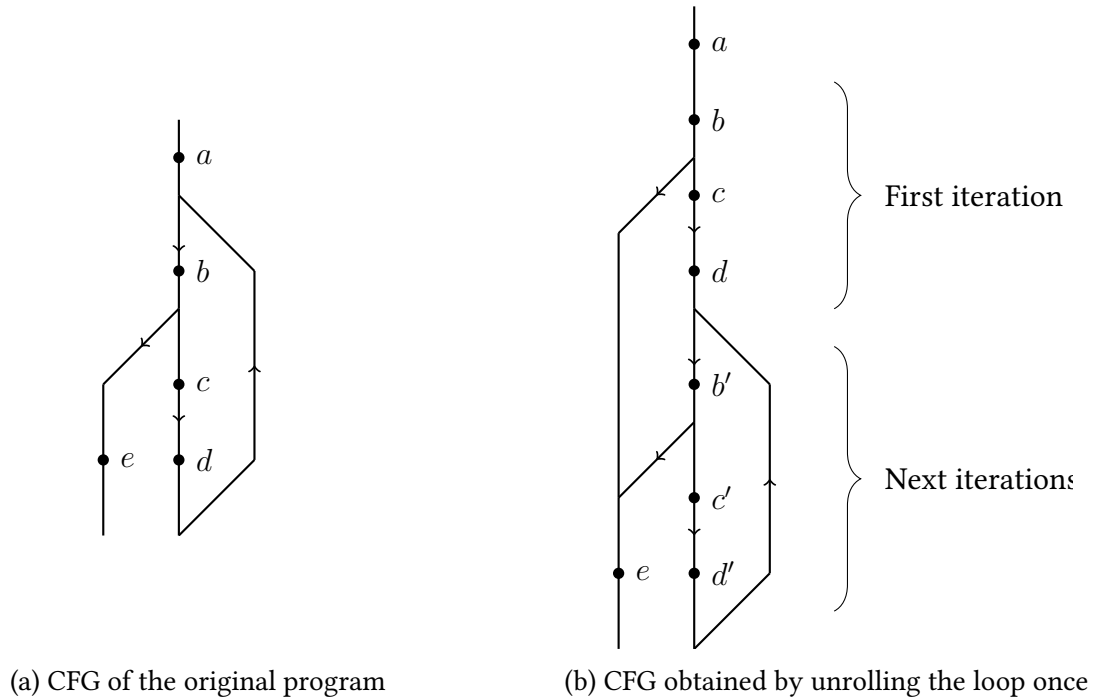 a
b
c
e
d
(a) CFG of the original program
a
b
c
d
First iteration
b′
c′
e
d′
Next iterations
(b) CFG obtained by unrolling the loop once